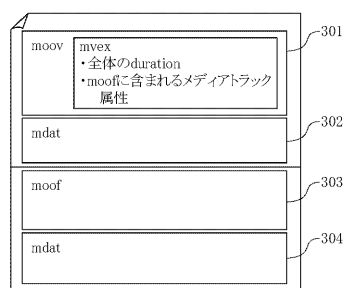 301
moov
mvex
・全体のduration
・moofに含まれるメディアトラック
属性
302
mdat
303
moof
304
mdat